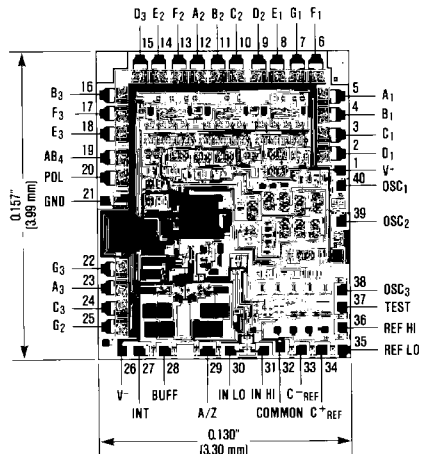 D3 E2 F2 A2 B2 C2 D2 E1 G1 F1
15 14 13 12 11 10 9 8 7 6
16 B3
17 F3
18 E3
19 AB4
20 POL
21 GND
5 A1
4 B1
3 C1
2 D1
1 V-
40 OSC1
39 OSC2
0.157"
(3.99 mm)
22 G3
23 A3
24 C3
25 G2
38 OSC3
37 TEST
36 REF HI
35 REF LO
26 27 28 29 30 31 32 33 34
V- BUFF IN LO IN HI C-REF
INT A/Z COMMON C+REF
0.130"
(3.30 mm)